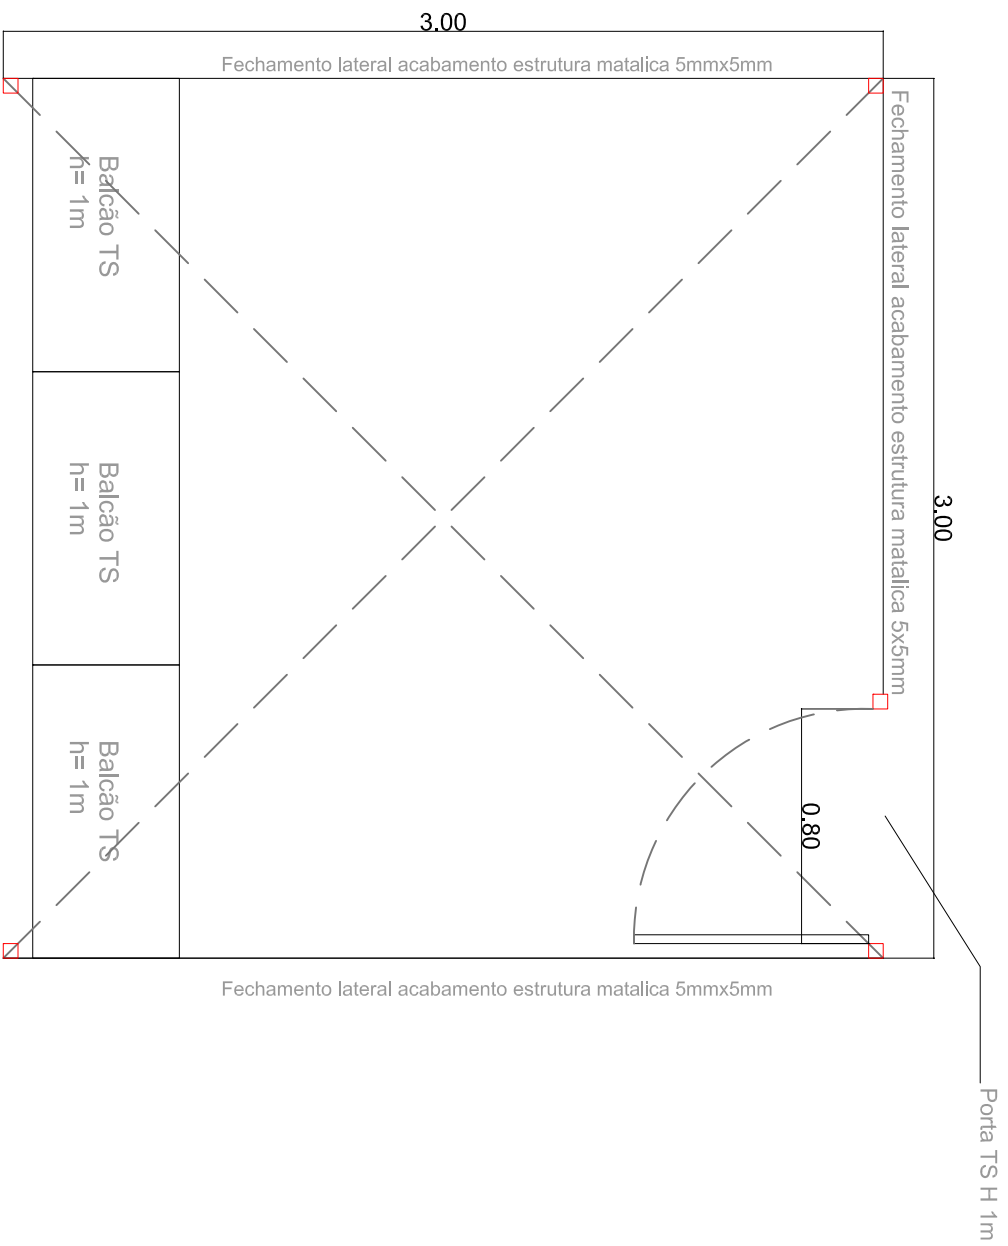 3.00
Fechamento lateral acabamento estrutura matalica 5mmx5mm
Fechamento lateral acabamento estrutura matalica 5x5mm
3.00
Balcão TS
h= 1m
Balcão TS
h= 1m
Balcão TS
h= 1m
0.80
Fechamento lateral acabamento estrutura matalica 5mmx5mm
Porta TS H 1m